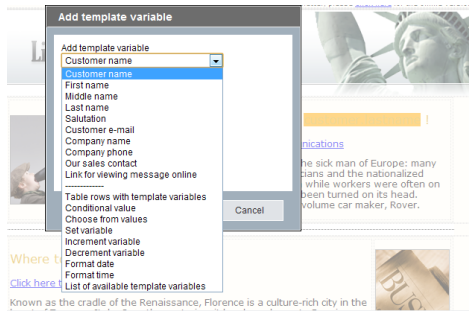 Add template variable
Add template variable
Customer name
Customer name
First name
Middle name
Last name
Salutation
Customer e-mail
Company name
Company phone
Our sales contact
Link for viewing message online
-------------
Table rows with template variables
Conditional value
Choose from values
Set variable
Increment variable
Decrement variable
Format date
Format time
List of available template variables
Cancel
Li
!
nications
he sick man of Europe: many
cians and the nationalized
while workers were often on
been turned on its head.
volume car maker, Rover.
Where t
Click here t
Known as the cradle of the Renaissance, Florence is a culture-rich city in the
BUS